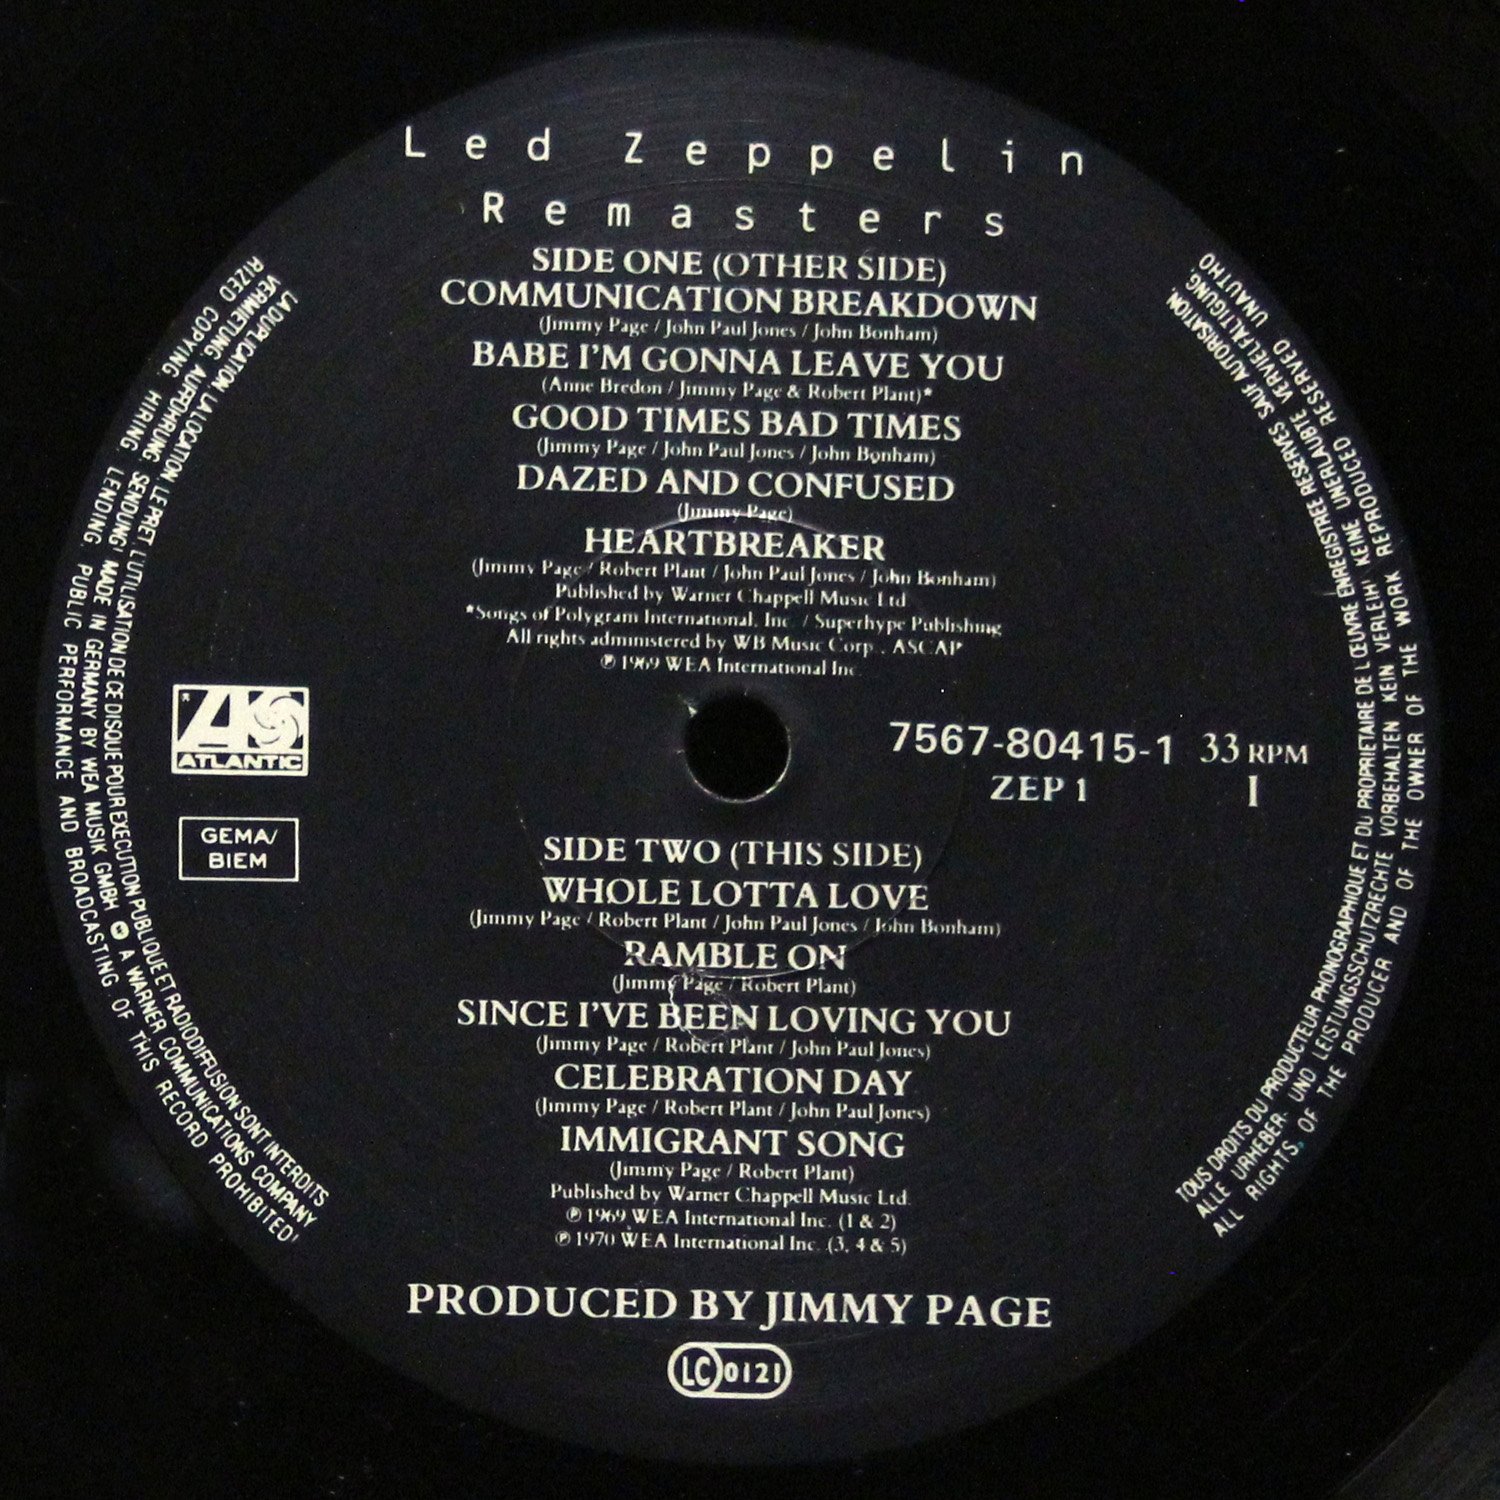 Led Zeppelin
Remasters
SIDE ONE (OTHER SIDE)
COMMUNICATION BREAKDOWN
(Jimmy Page / John Paul Jones / John Bonham)
BABE I'M GONNA LEAVE YOU
(Anne Bredon / Jimmy Page & Robert Plant)*
GOOD TIMES BAD TIMES
(Jimmy Page / John Paul Jones / John Bonham)
DAZED AND CONFUSED
(Jimmy Page)
HEARTBREAKER
(Jimmy Page / Robert Plant / John Paul Jones / John Bonham)
Published by Warner Chappell Music Ltd
*Songs of Polygram International, Inc / Superhype Publishing
All rights administered by WB Music Corp., ASCAP
℗ 1969 WEA International Inc.
ATLANTIC
GEMA/
BIEM
7567-80415-1 33 RPM
ZEP 1 I
SIDE TWO (THIS SIDE)
WHOLE LOTTA LOVE
(Jimmy Page / Robert Plant / John Paul Jones / John Bonham)
RAMBLE ON
(Jimmy Page / Robert Plant)
SINCE I'VE BEEN LOVING YOU
(Jimmy Page / Robert Plant / John Paul Jones)
CELEBRATION DAY
(Jimmy Page / Robert Plant / John Paul Jones)
IMMIGRANT SONG
(Jimmy Page / Robert Plant)
Published by Warner Chappell Music Ltd.
℗ 1969 WEA International Inc. (1 & 2)
℗ 1970 WEA International Inc. (3, 4 & 5)
PRODUCED BY JIMMY PAGE
LC 0121
TOUS DROITS DU PRODUCTEUR PHONOGRAPHIQUE ET DU PROPRIETAIRE DE L'ŒUVRE ENREGISTREE RESERVES. SAUF AUTORISATION,
LA DUPLICATION, LA LOCATION, LE PRET, L'UTILISATION DE CE DISQUE POUR EXECUTION PUBLIQUE ET RADIODIFFUSION SONT INTERDITS
ALLE URHEBER- UND LEISTUNGSSCHUTZRECHTE VORBEHALTEN. KEIN VERLEIH! KEINE UNERLAUBTE VERVIELFALTIGUNG,
VERMIETUNG, AUFFÜHRUNG, SENDUNG! MADE IN GERMANY BY WEA MUSIK GMBH A WARNER COMMUNICATIONS COMPANY
ALL RIGHTS OF THE PRODUCER AND OF THE OWNER OF THE WORK REPRODUCED RESERVED. UNAUTHO
RIZED COPYING, HIRING, LENDING, PUBLIC PERFORMANCE AND BROADCASTING OF THIS RECORD PROHIBITED!